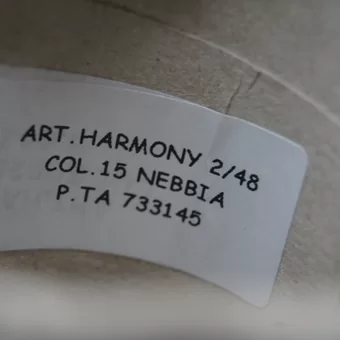 ART.HARMONY 2/48
COL.15 NEBBIA
P.TA 733145